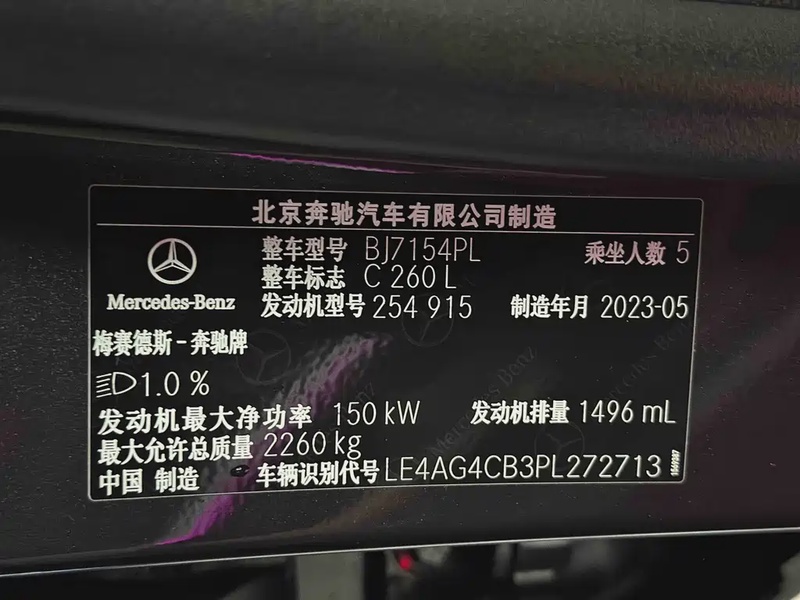 北京奔驰汽车有限公司制造
整车型号 BJ7154PL 乘坐人数 5
整车标志 C 260 L
Mercedes-Benz
发动机型号 254 915 制造年月 2023-05
梅赛德斯-奔驰牌
1.0 %
发动机最大净功率 150 kW 发动机排量 1496 mL
最大允许总质量 2260 kg
中国 制造 车辆识别代号 LE4AG4CB3PL272713